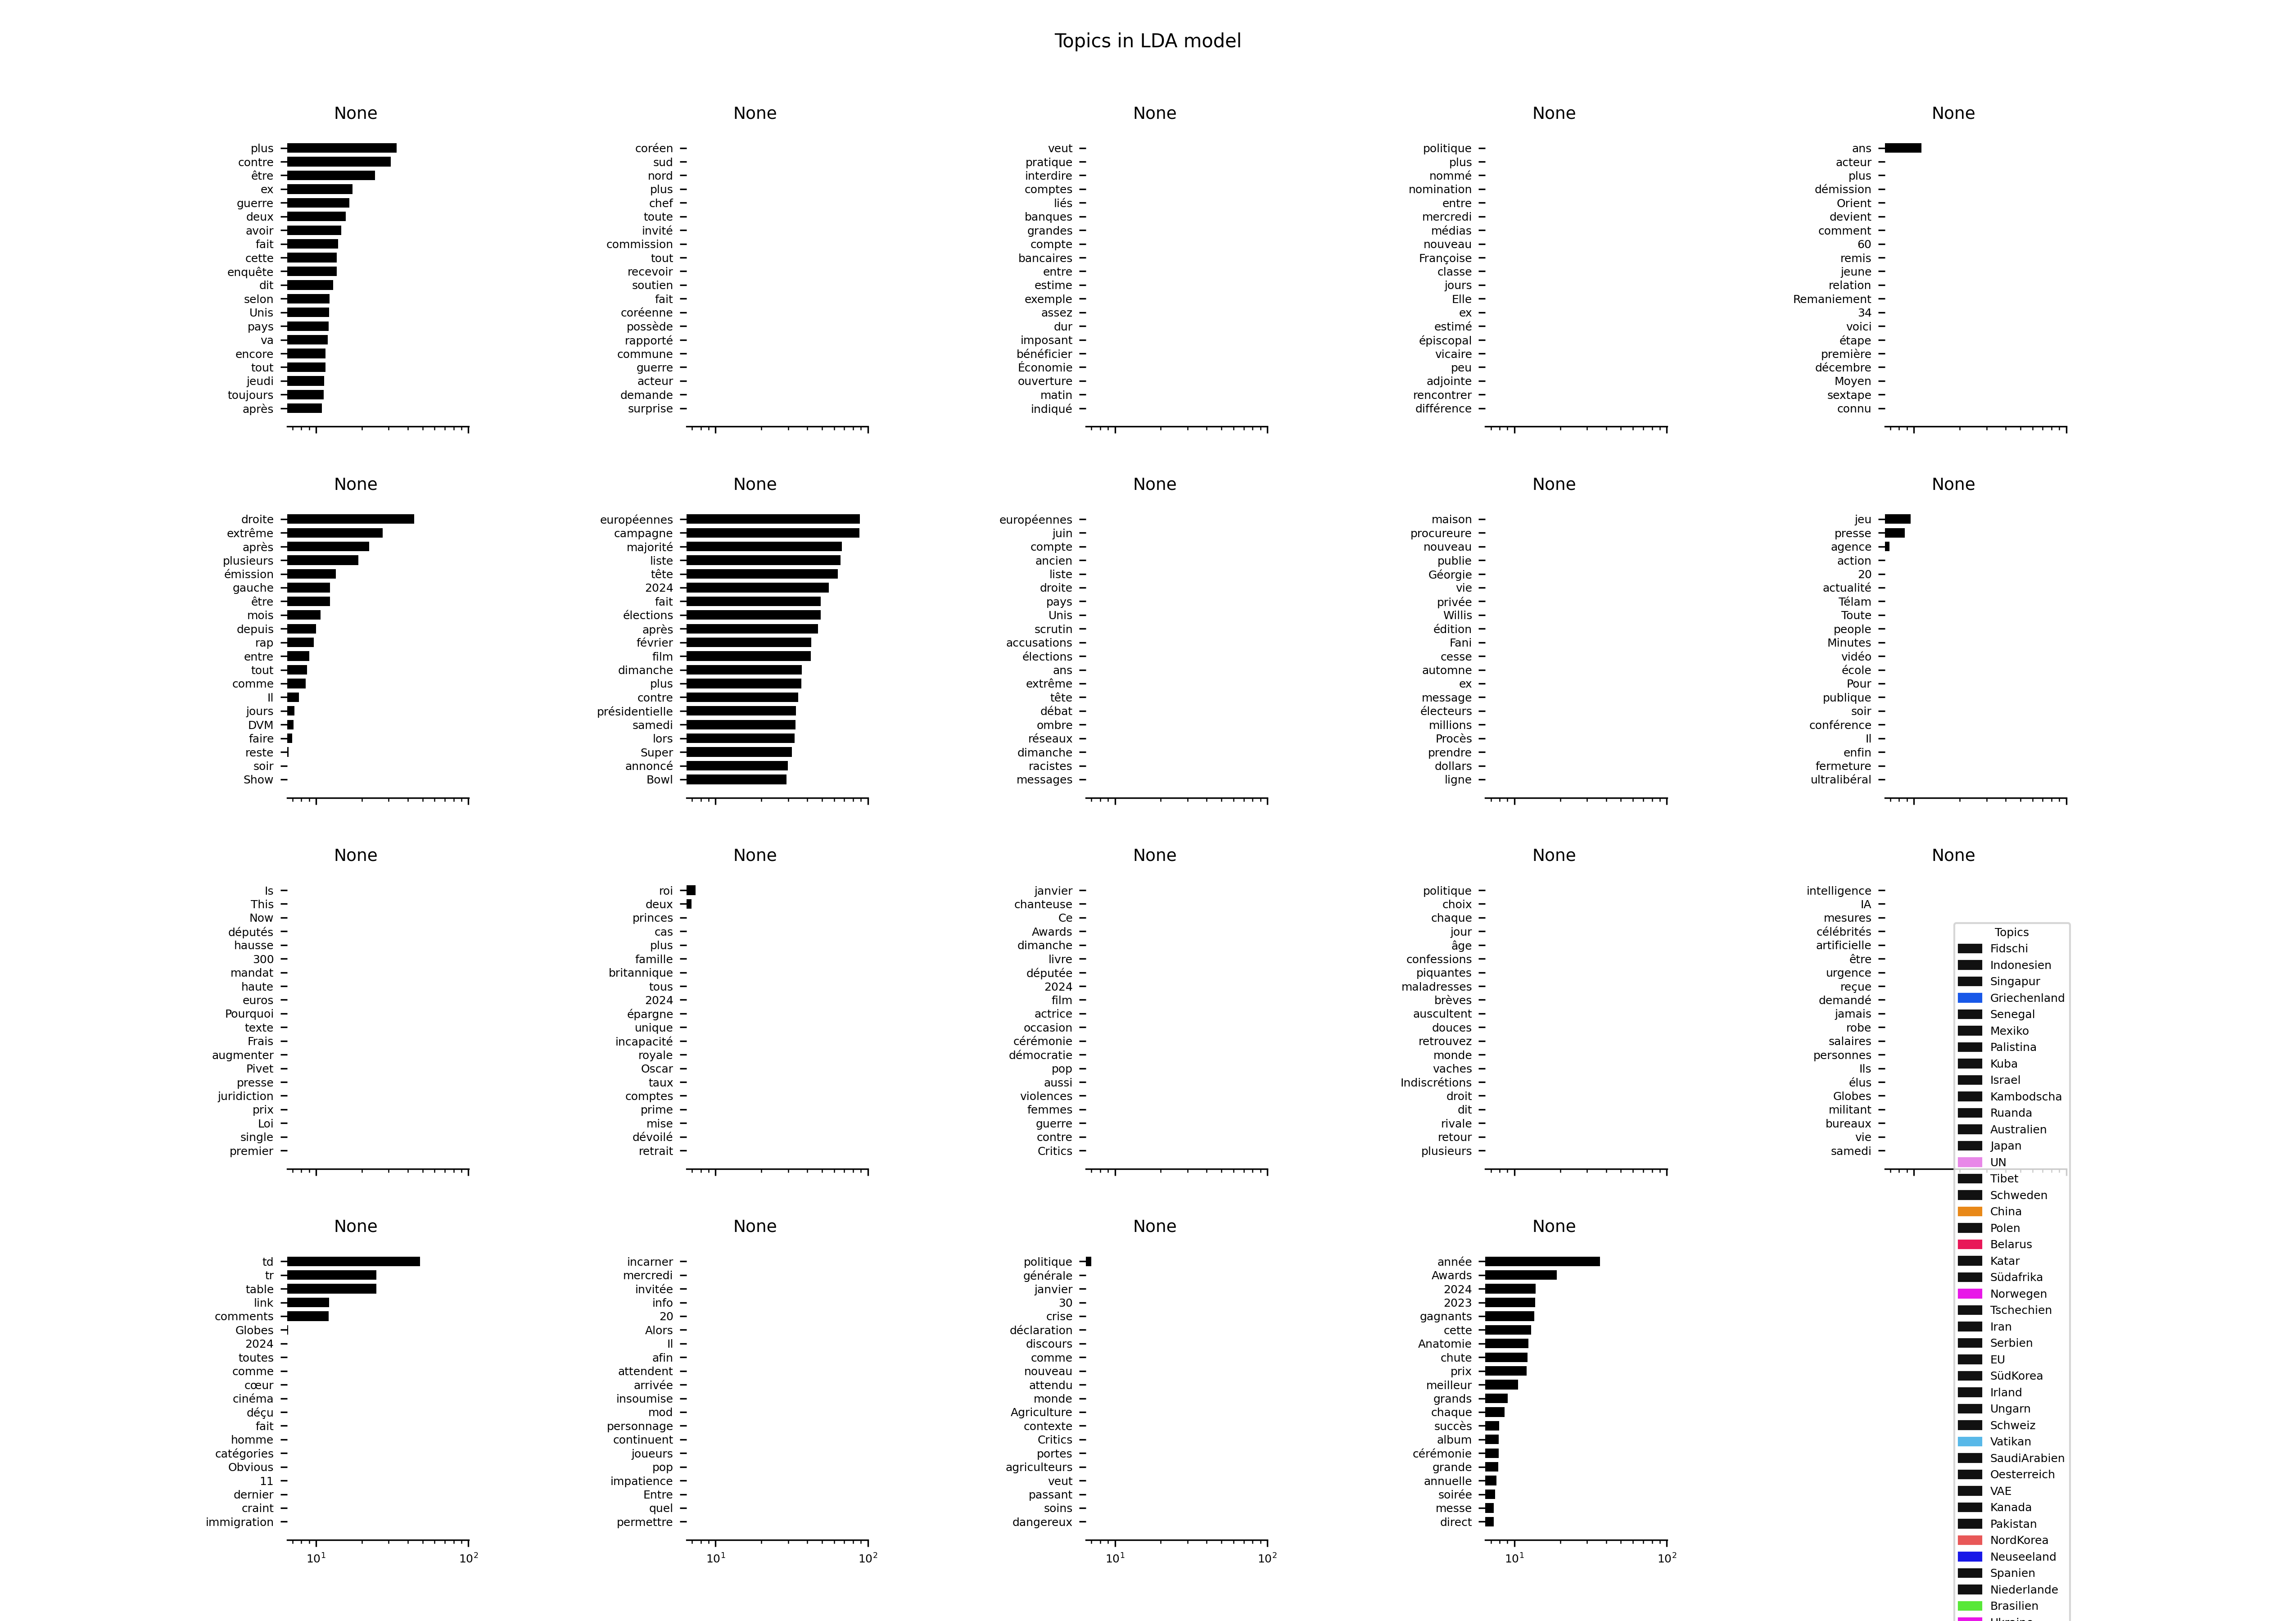 Topics in LDA model
None
plus
contre
être
ex
guerre
deux
avoir
fait
cette
enquête
dit
selon
Unis
pays
va
encore
tout
jeudi
toujours
après
None
coréen
sud
nord
plus
chef
toute
invité
commission
tout
recevoir
soutien
fait
coréenne
possède
rapporté
commune
guerre
acteur
demande
surprise
None
veut
pratique
interdire
comptes
liés
banques
grandes
compte
bancaires
entre
estime
exemple
assez
dur
imposant
bénéficier
Économie
ouverture
matin
indiqué
None
politique
plus
nommé
nomination
entre
mercredi
médias
nouveau
Françoise
classe
jours
Elle
ex
estimé
épiscopal
vicaire
peu
adjointe
rencontrer
différence
None
ans
acteur
plus
démission
Orient
devient
comment
60
remis
jeune
relation
Remaniement
34
voici
étape
première
décembre
Moyen
sextape
connu
None
droite
extrême
après
plusieurs
émission
gauche
être
mois
depuis
rap
entre
tout
comme
Il
jours
DVM
faire
reste
soir
Show
None
européennes
campagne
majorité
liste
tête
2024
fait
élections
après
février
film
dimanche
plus
contre
présidentielle
samedi
lors
Super
annoncé
Bowl
None
européennes
juin
compte
ancien
liste
droite
pays
Unis
scrutin
accusations
élections
ans
extrême
tête
débat
ombre
réseaux
dimanche
racistes
messages
None
maison
procureure
nouveau
publie
Géorgie
vie
privée
Willis
édition
Fani
cesse
automne
ex
message
électeurs
millions
Procès
prendre
dollars
ligne
None
jeu
presse
agence
action
20
actualité
Télam
Toute
people
Minutes
vidéo
école
Pour
publique
soir
conférence
Il
enfin
fermeture
ultralibéral
None
Is
This
Now
députés
hausse
300
mandat
haute
euros
Pourquoi
texte
Frais
augmenter
Pivet
presse
juridiction
prix
Loi
single
premier
None
roi
deux
princes
cas
plus
famille
britannique
tous
2024
épargne
unique
incapacité
royale
Oscar
taux
comptes
prime
mise
dévoilé
retrait
None
janvier
chanteuse
Ce
Awards
dimanche
livre
députée
2024
film
actrice
occasion
cérémonie
démocratie
pop
aussi
violences
femmes
guerre
contre
Critics
None
politique
choix
chaque
jour
âge
confessions
piquantes
maladresses
brèves
auscultent
douces
retrouvez
monde
vaches
Indiscrétions
droit
dit
rivale
retour
plusieurs
None
intelligence
IA
mesures
célébrités
artificielle
être
urgence
reçue
demandé
jamais
robe
salaires
personnes
Ils
élus
Globes
militant
bureaux
vie
samedi
None
td
tr
table
link
comments
Globes
2024
toutes
comme
cœur
cinéma
déçu
fait
homme
catégories
Obvious
11
dernier
craint
immigration
10¹ 10²
None
incarner
mercredi
invitée
info
20
Alors
Il
afin
attendent
arrivée
insoumise
mod
personnage
continuent
joueurs
pop
impatience
Entre
quel
permettre
10¹ 10²
None
politique
générale
janvier
30
crise
déclaration
discours
comme
nouveau
attendu
monde
Agriculture
contexte
Critics
portes
agriculteurs
veut
passant
soins
dangereux
10¹ 10²
None
année
Awards
2024
2023
gagnants
cette
Anatomie
chute
prix
meilleur
grands
chaque
succès
album
cérémonie
grande
annuelle
soirée
messe
direct
10¹ 10²
Topics
Fidschi
Indonesien
Singapur
Griechenland
Senegal
Mexiko
Palistina
Kuba
Israel
Kambodscha
Ruanda
Australien
Japan
UN
Tibet
Schweden
China
Polen
Belarus
Katar
Südafrika
Norwegen
Tschechien
Iran
Serbien
EU
SüdKorea
Irland
Ungarn
Schweiz
Vatikan
SaudiArabien
Oesterreich
VAE
Kanada
Pakistan
NordKorea
Neuseeland
Spanien
Niederlande
Brasilien